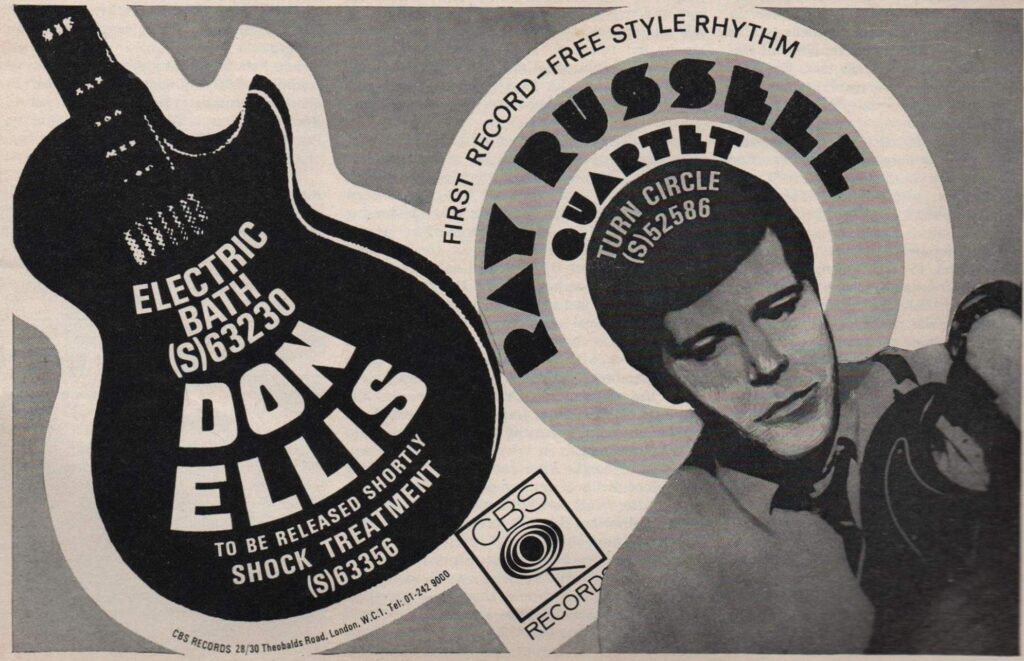 ELECTRIC
BATH
(S)63230
DON
ELLIS
TO BE RELEASED SHORTLY
SHOCK TREATMENT
(S)63356
CBS RECORDS 28/30 Theobalds Road, London, W.C.1. Tel: 01-242 9000
FIRST RECORD – FREE STYLE RHYTHM
RAY RUSSELL
QUARTET
TURN CIRCLE
(S)52586
CBS
RECORDS